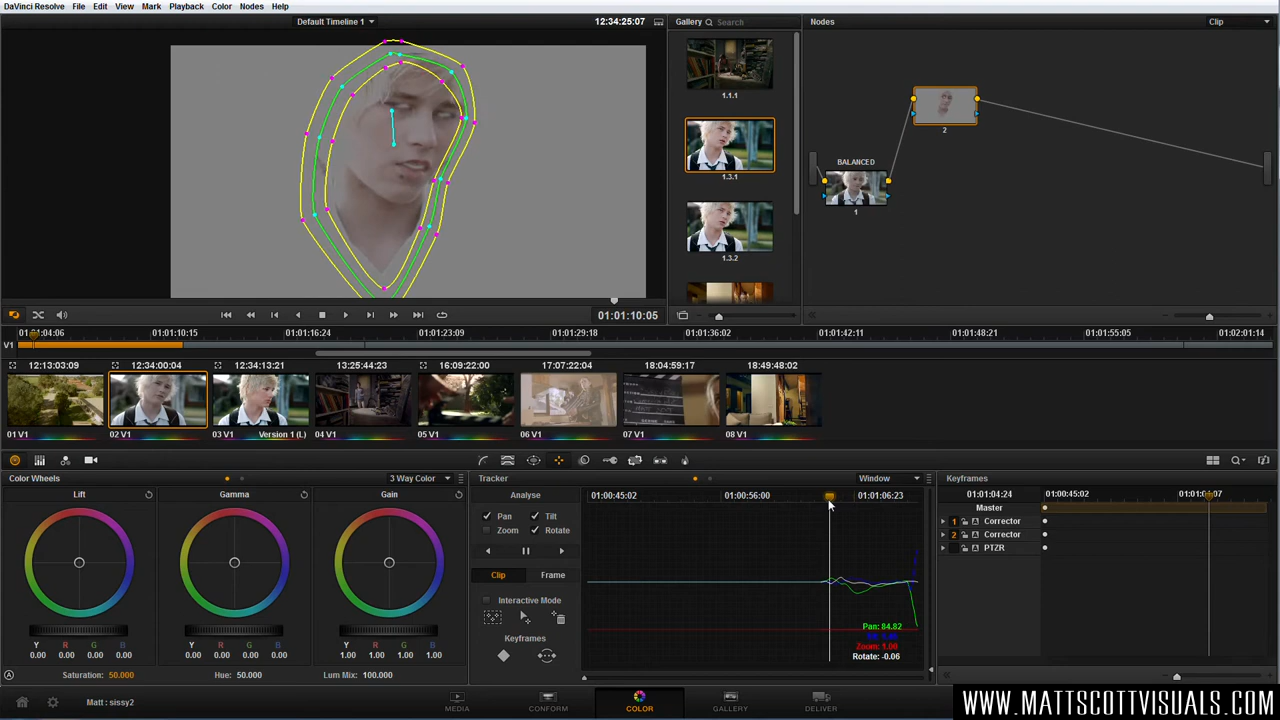 DaVinci Resolve File Edit View Mark Playback Color Nodes Help
Default Timeline 1 12:34:25:07 Gallery Search Nodes Clip
1.1.1
1.3.1
1.3.2
BALANCED
1
2
01:01:10:05
01:01:04:06 01:01:10:15 01:01:16:24 01:01:23:09 01:01:29:18 01:01:36:02 01:01:42:11 01:01:48:21 01:01:55:05 01:02:01:14
V1
12:13:03:09 12:34:00:04 12:34:13:21 13:25:44:23 16:09:22:00 17:07:22:04 18:04:59:17 18:49:48:02
01 V1 02 V1 03 V1 Version 1 (L) 04 V1 05 V1 06 V1 07 V1 08 V1
Color Wheels 3 Way Color Tracker Window Keyframes
Lift Gamma Gain
Y R G B Y R G B Y R G B
0.00 0.00 0.00 0.00 0.00 0.00 0.00 0.00 1.00 1.00 1.00 1.00
Saturation: 50.000 Hue: 50.000 Lum Mix: 100.000
Analyse
Pan Tilt
Zoom Rotate
Clip Frame
Interactive Mode
Keyframes
01:00:45:02 01:00:56:00 01:01:06:23
Pan: 84.82
Zoom: 1.00
Rotate: -0.06
01:01:04:24 01:00:45:02
Master
1 A Corrector
2 A Corrector
A PTZR
Matt : sissy2
MEDIA CONFORM COLOR GALLERY DELIVER
WWW.MATTSCOTTVISUALS.COM